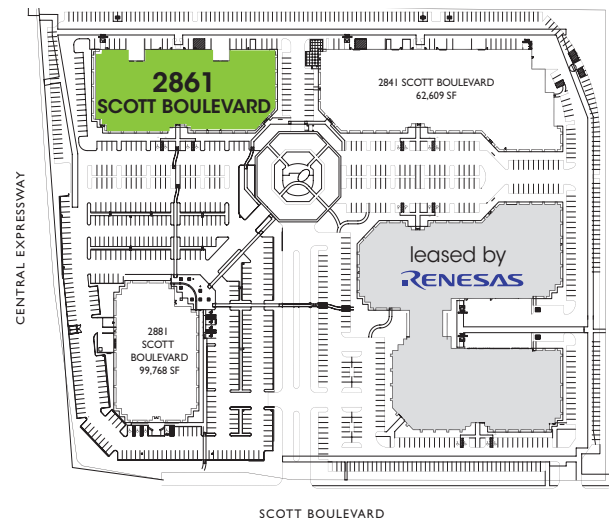 2861
SCOTT BOULEVARD
2841 SCOTT BOULEVARD
62,609 SF
CENTRAL EXPRESSWAY
leased by
RENESAS
2881
SCOTT
BOULEVARD
99,768 SF
SCOTT BOULEVARD